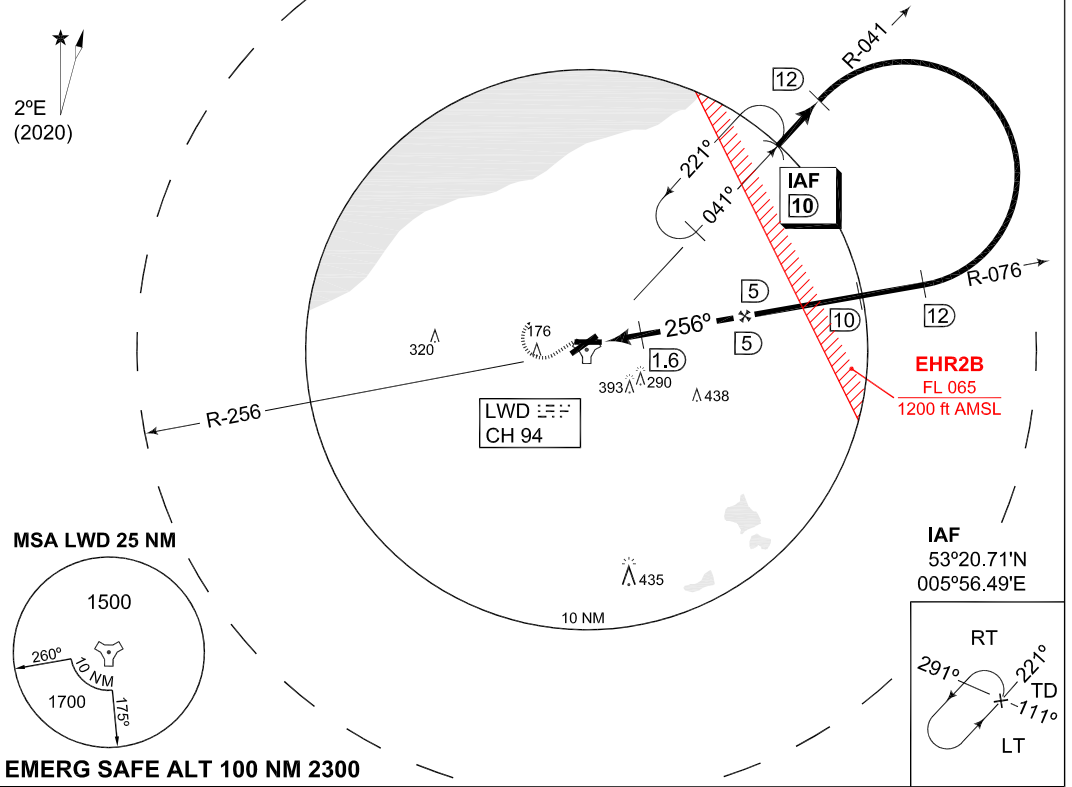 R-041
12
2ºE
(2020)
221º
041º
IAF
10
R-076
5
12
10
256º
5
176
320
1.6
393
290
438
EHR2B
FL 065
1200 ft AMSL
R-256
LWD
CH 94
MSA LWD 25 NM
1500
260º
10 NM
1700
175º
435
10 NM
IAF
53º20.71'N
005º56.49'E
RT
291º
221º
TD
111º
LT
EMERG SAFE ALT 100 NM 2300